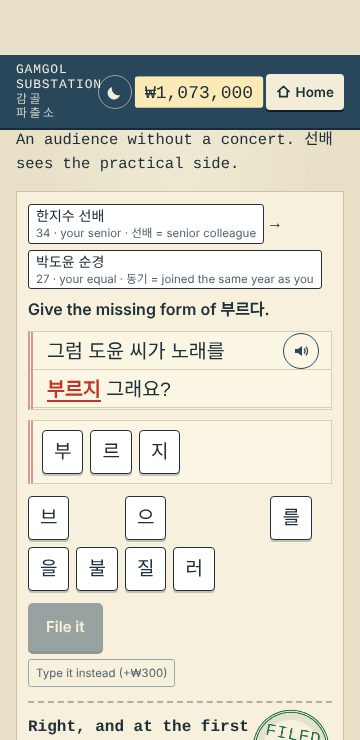 GAMGOL
SUBSTATION
감골
파출소
₩1,073,000
Home
An audience without a concert. 선배
sees the practical side.
한지수 선배
34 · your senior · 선배 = senior colleague
→
박도윤 순경
27 · your equal · 동기 = joined the same year as you
Give the missing form of 부르다.
그럼 도윤 씨가 노래를
부르지 그래요?
부 르 지
브 으 를
을 불 질 러
File it
Type it instead (+₩300)
Right, and at the first
FILED